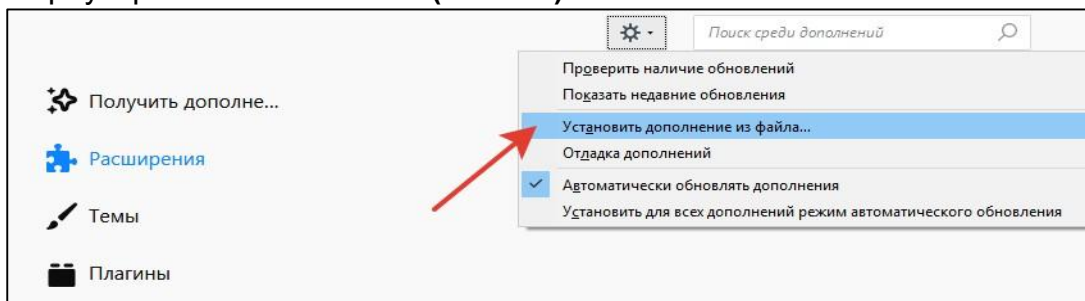 Поиск среди дополнений
Проверить наличие обновлений
Показать недавние обновления
Установить дополнение из файла...
Отладка дополнений
Автоматически обновлять дополнения
Установить для всех дополнений режим автоматического обновления
Получить дополне...
Расширения
Темы
Плагины